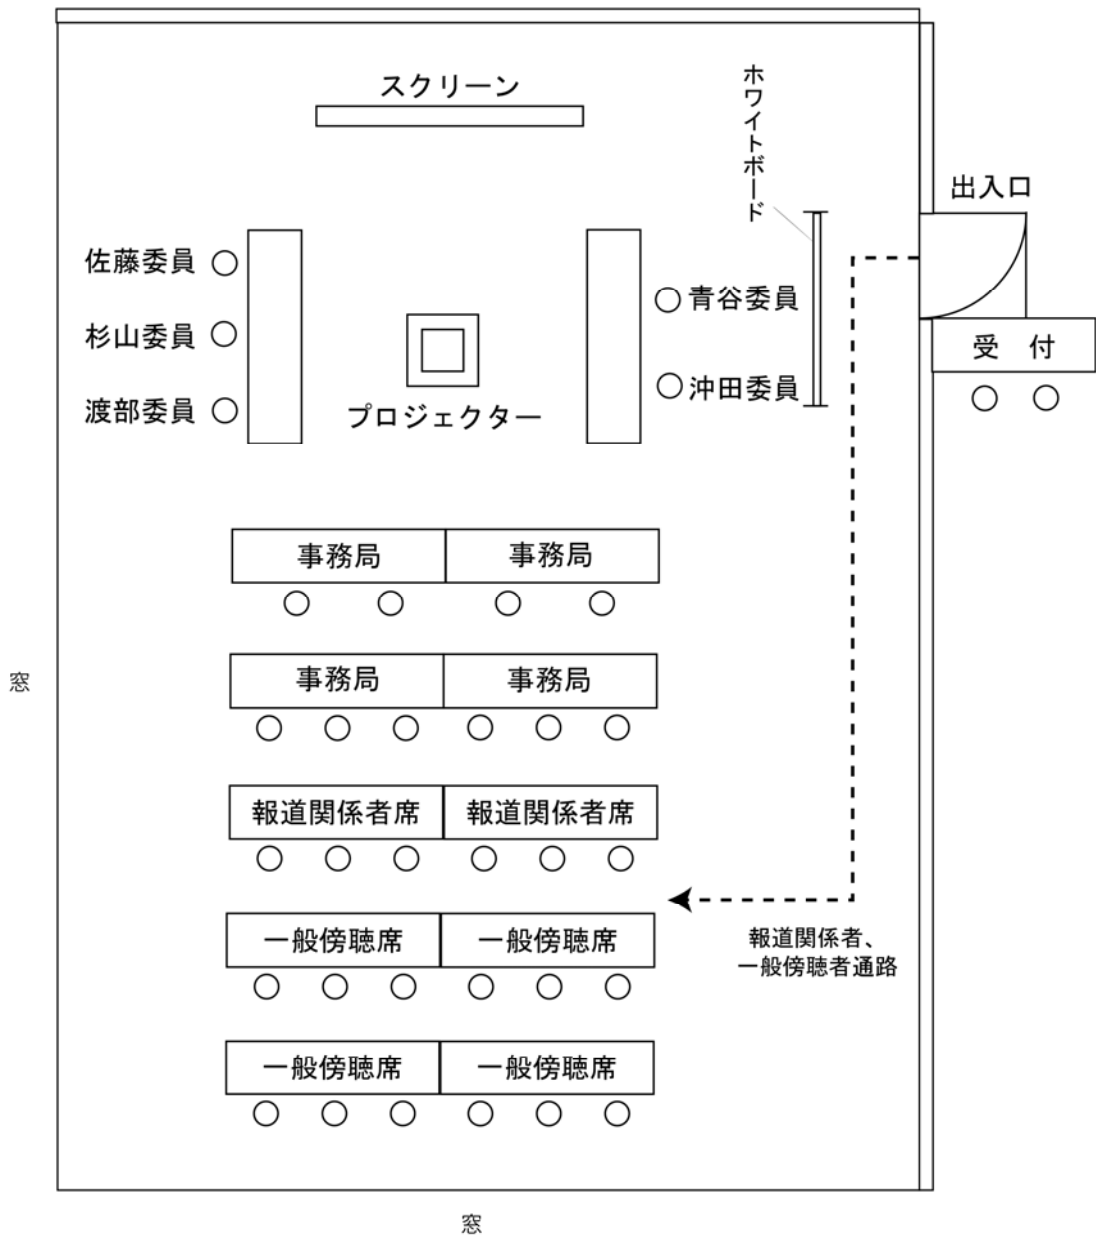 スクリーン
ホワイトボード
出入口
佐藤委員
青谷委員
杉山委員
受 付
沖田委員
渡部委員
プロジェクター
事務局
事務局
事務局
事務局
窓
報道関係者席
報道関係者席
一般傍聴席
一般傍聴席
報道関係者、
一般傍聴者通路
一般傍聴席
一般傍聴席
窓